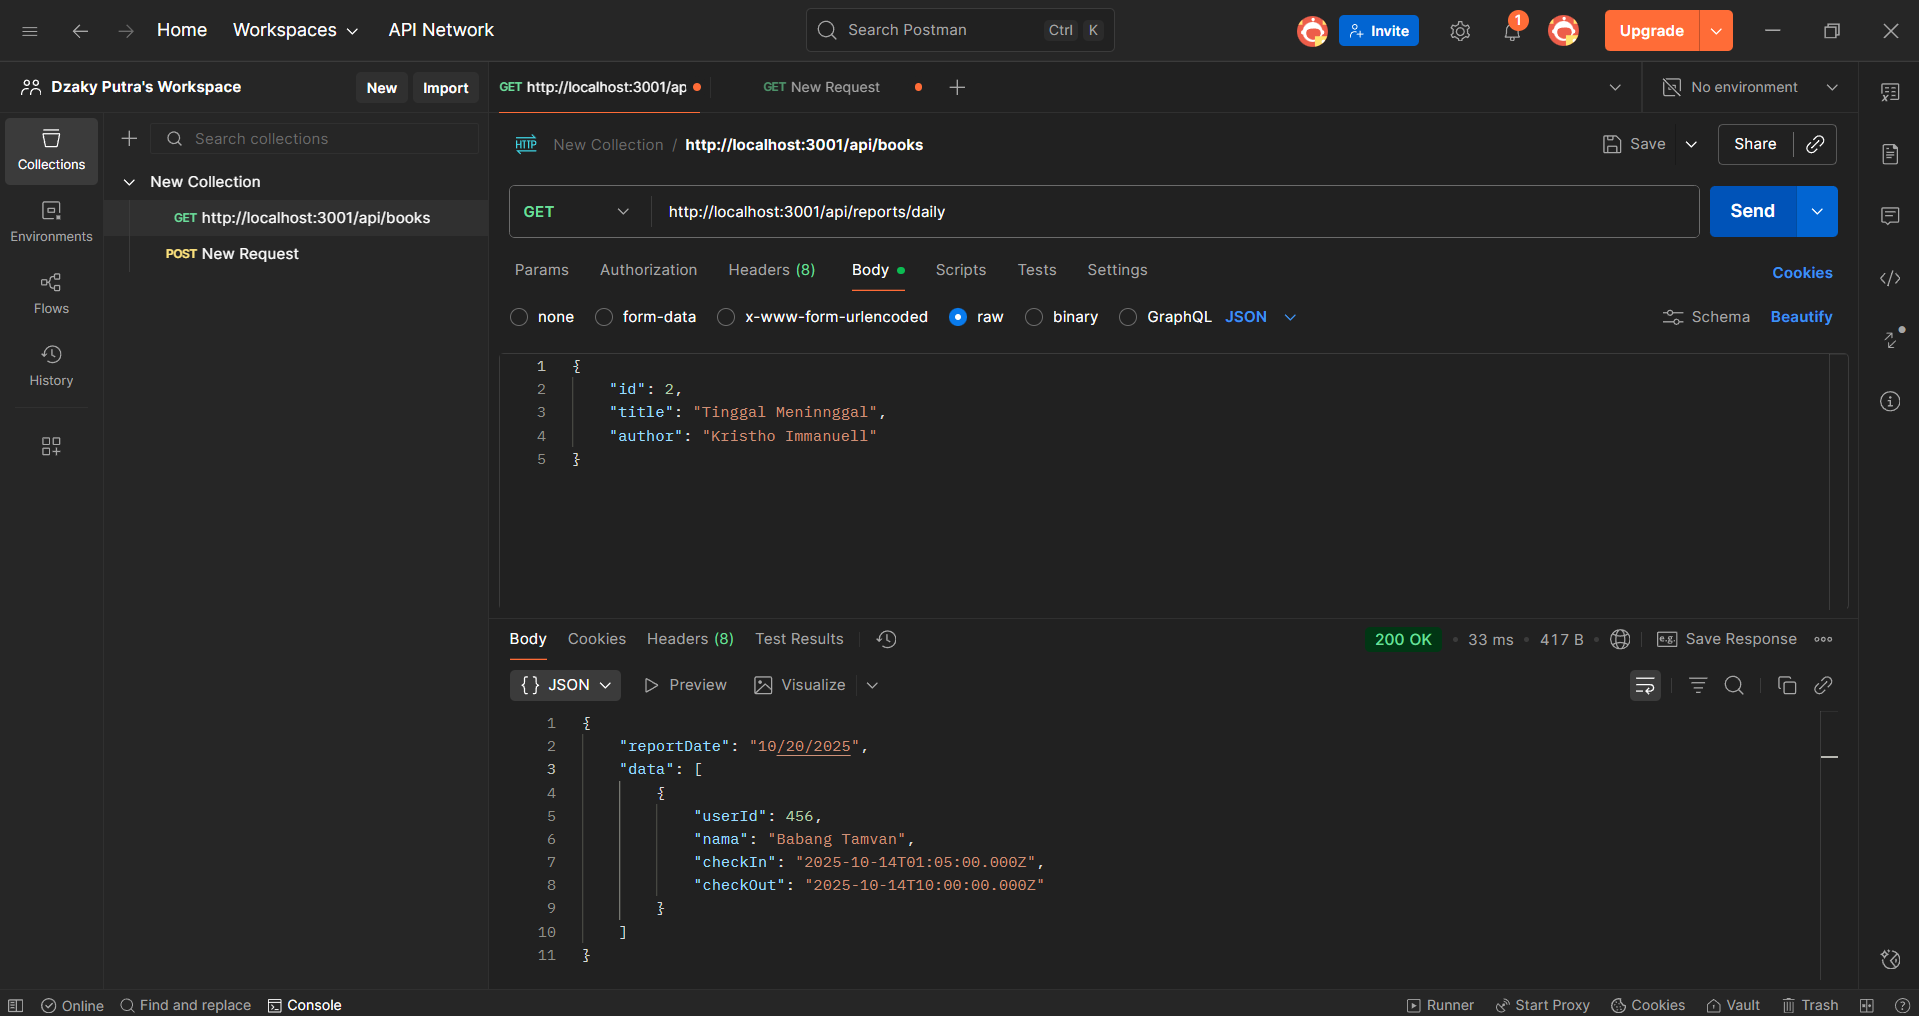 Home Workspaces API Network Search Postman Ctrl K Invite 1 Upgrade
Dzaky Putra's Workspace New Import GET http://localhost:3001/ap GET New Request No environment
Collections
Search collections
HTTP New Collection / http://localhost:3001/api/books Save Share
New Collection
GET http://localhost:3001/api/books
POST New Request
Environments
Flows
History
GET http://localhost:3001/api/reports/daily Send
Params Authorization Headers (8) Body Scripts Tests Settings Cookies
none form-data x-www-form-urlencoded raw binary GraphQL JSON Schema Beautify
1 {
2 "id": 2,
3 "title": "Tinggal Meninnggal",
4 "author": "Kristho Immanuell"
5 }
Body Cookies Headers (8) Test Results 200 OK 33 ms 417 B e.g. Save Response
{} JSON Preview Visualize
1 {
2 "reportDate": "10/20/2025",
3 "data": [
4 {
5 "userId": 456,
6 "nama": "Babang Tamvan",
7 "checkIn": "2025-10-14T01:05:00.000Z",
8 "checkOut": "2025-10-14T10:00:00.000Z"
9 }
10 ]
11 }
Online Find and replace Console Runner Start Proxy Cookies Vault Trash